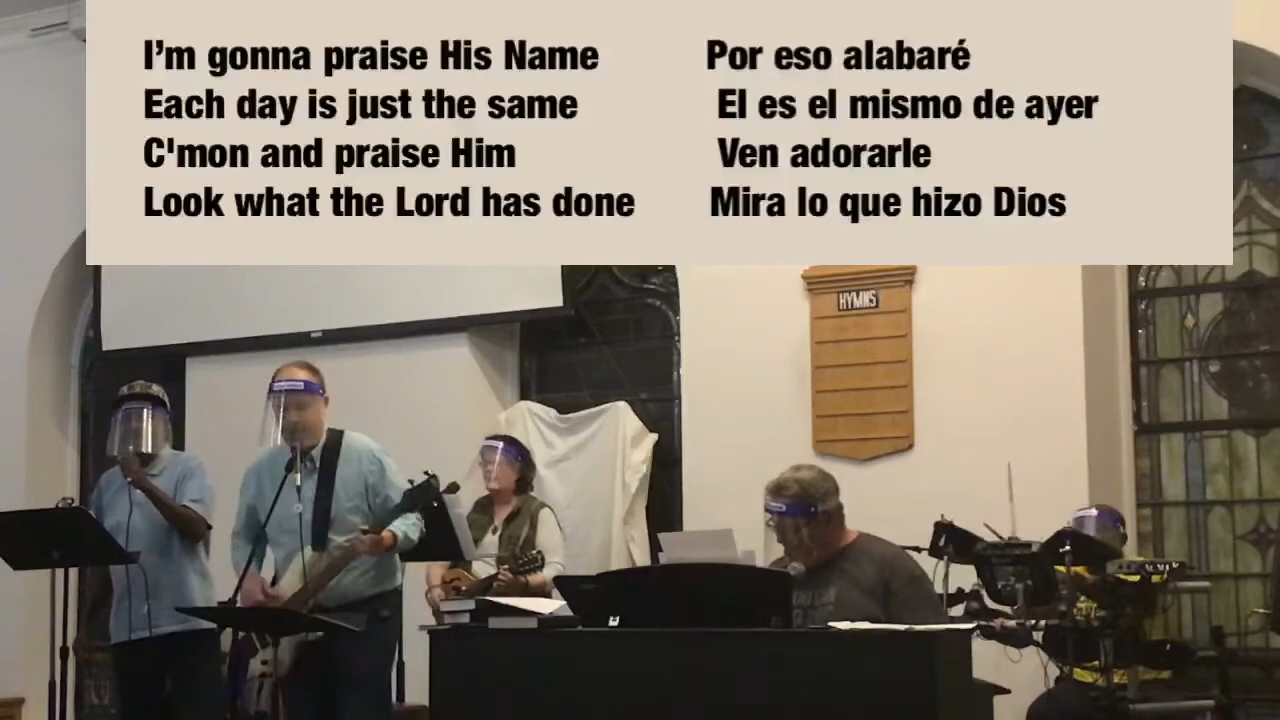 I'm gonna praise His Name
Each day is just the same
C'mon and praise Him
Look what the Lord has done
Por eso alabaré
El es el mismo de ayer
Ven adorarle
Mira lo que hizo Dios
HYMNS